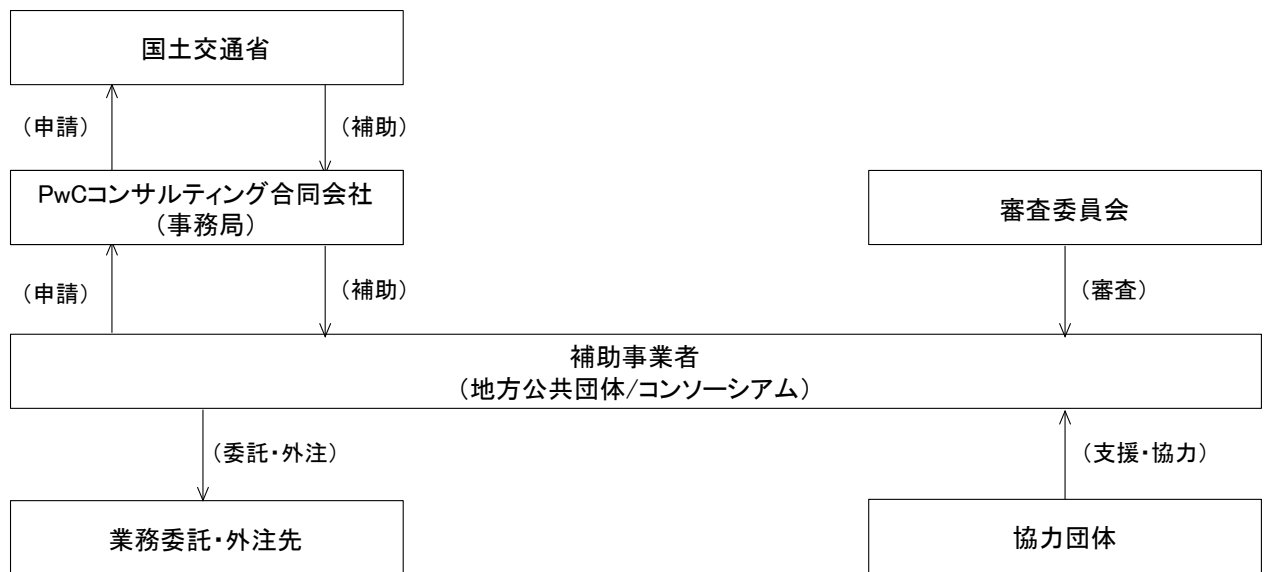 国土交通省
（申請）
（補助）
PwCコンサルティング合同会社
（事務局）
審査委員会
（申請）
（補助）
（審査）
補助事業者
（地方公共団体/コンソーシアム）
（委託・外注）
（支援・協力）
業務委託・外注先
協力団体